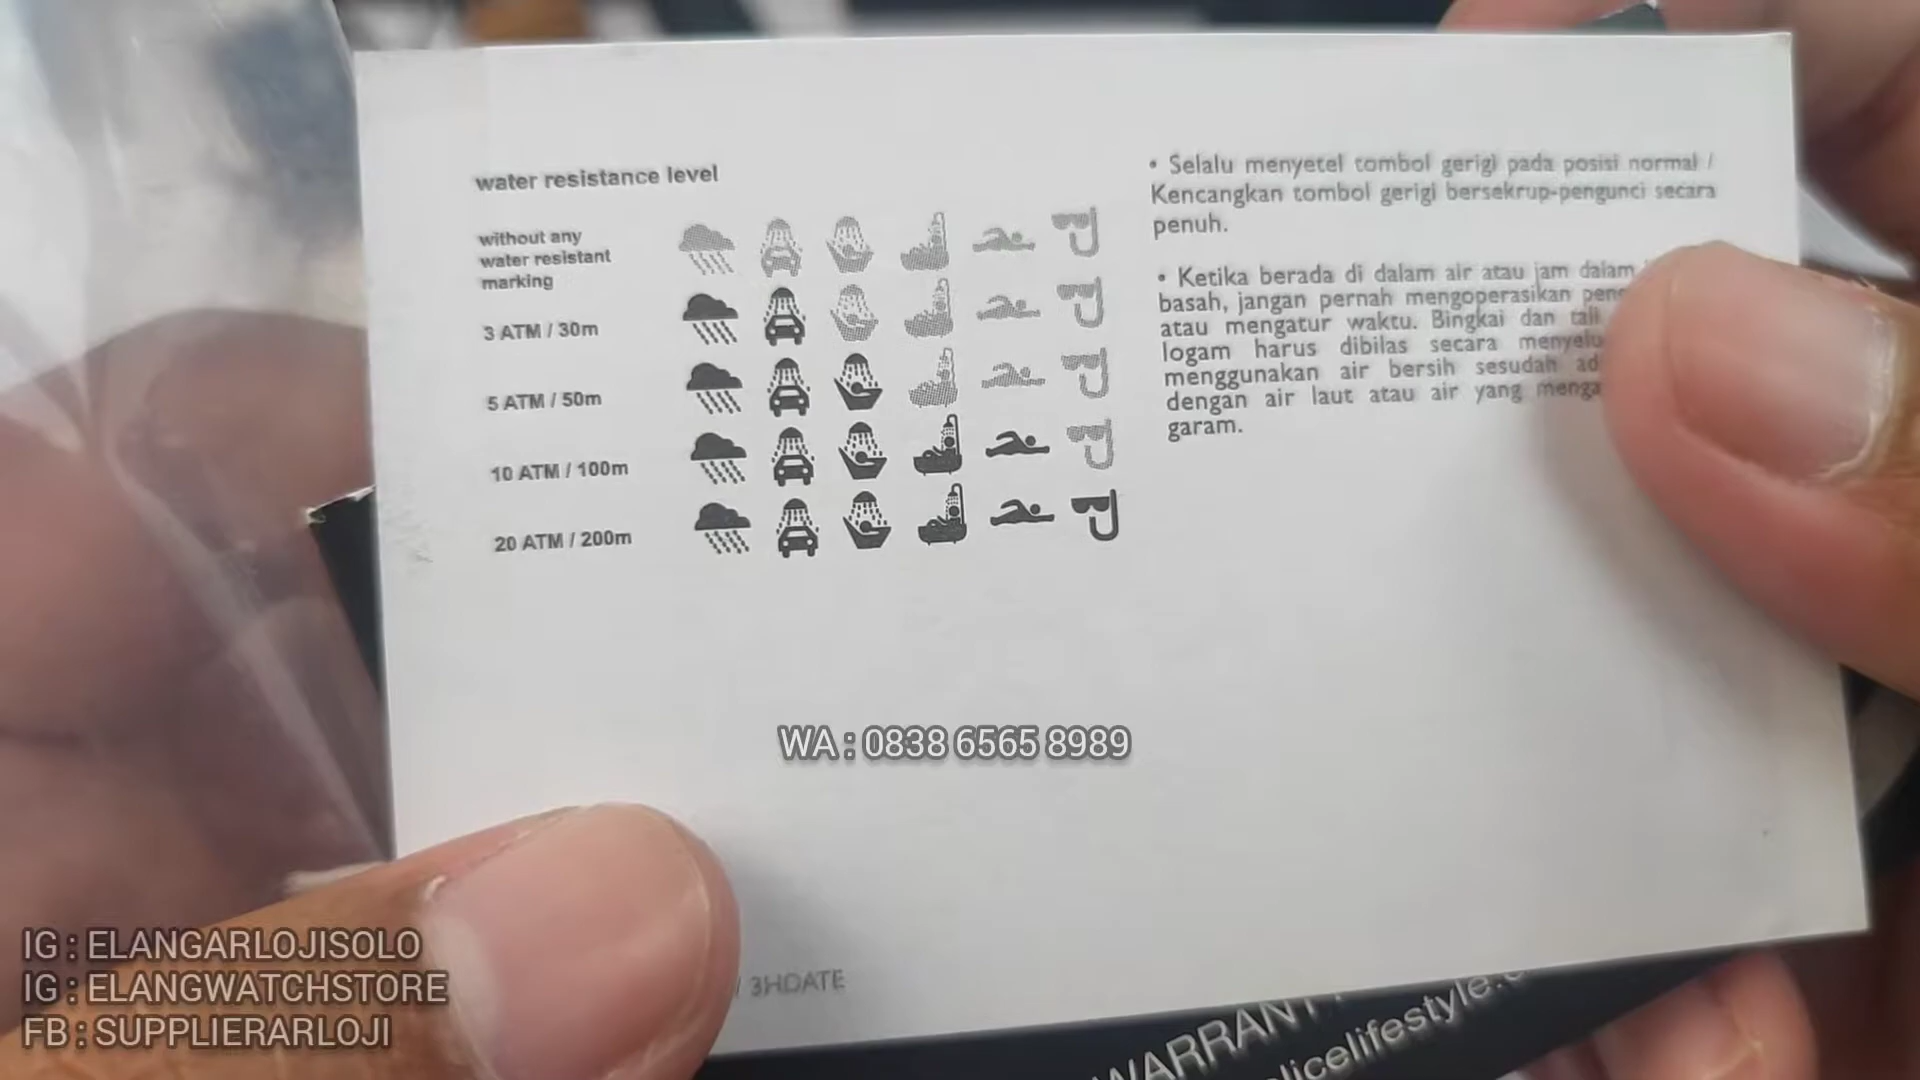 water resistance level
without any
water resistant
marking
3 ATM / 30m
5 ATM / 50m
10 ATM / 100m
20 ATM / 200m
• Selalu menyetel tombol gerigi pada posisi normal /
Kencangkan tombol gerigi bersekrup-pengunci secara
penuh.
• Ketika berada di dalam air atau jam dalam
basah, jangan pernah mengoperasikan
atau mengatur waktu. Bingkai dan tali
logam harus dibilas secara
menggunakan air bersih sesudah
dengan air laut atau air yang
garam.
WA : 0838 6565 8989
/ 3HDATE
IG : ELANGARLOJISOLO
IG : ELANGWATCHSTORE
FB : SUPPLIERARLOJI
WARRANTY